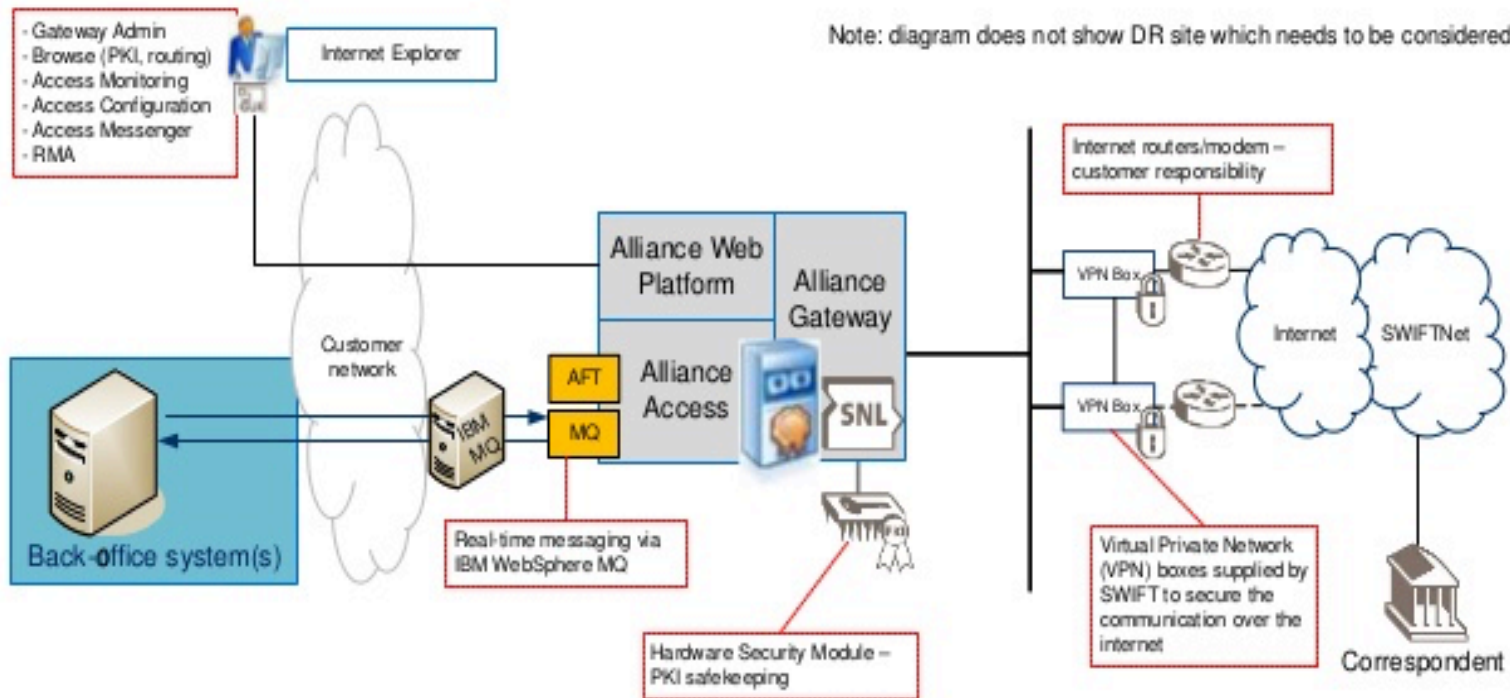 - Gateway Admin
- Browse (PKI, routing)
- Access Monitoring
- Access Configuration
- Access Messenger
- RMA
Internet Explorer
Note: diagram does not show DR site which needs to be considered
Internet routers/modem –
customer responsibility
Alliance Web
Platform
Alliance
Gateway
VPN Box
Internet
SWIFTNet
Customer
network
AFT
Alliance
Access
SNL
VPN Box
IBM
MQ
MQ
Back-office system(s)
Real-time messaging via
IBM WebSphere MQ
Hardware Security Module –
PKI safekeeping
Virtual Private Network
(VPN) boxes supplied by
SWIFT to secure the
communication over the
internet
Correspondent